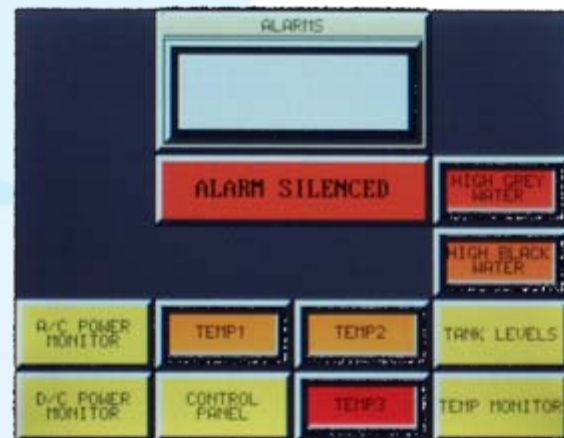 ALARMS
ALARM SILENCED
HIGH GREY
WATER
HIGH BLACK
WATER
A/C POWER
MONITOR
TEMP1
TEMP2
TANK LEVELS
D/C POWER
MONITOR
CONTROL
PANEL
TEMP3
TEMP MONITOR